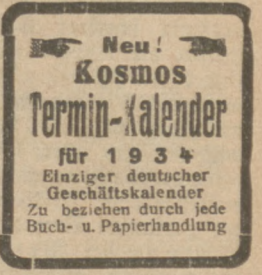 Neu!
Kosmos
Termin-Kalender
für 1934
Einziger deutscher
Geschäftskalender
Zu beziehen durch jede
Buch- u. Papierhandlung